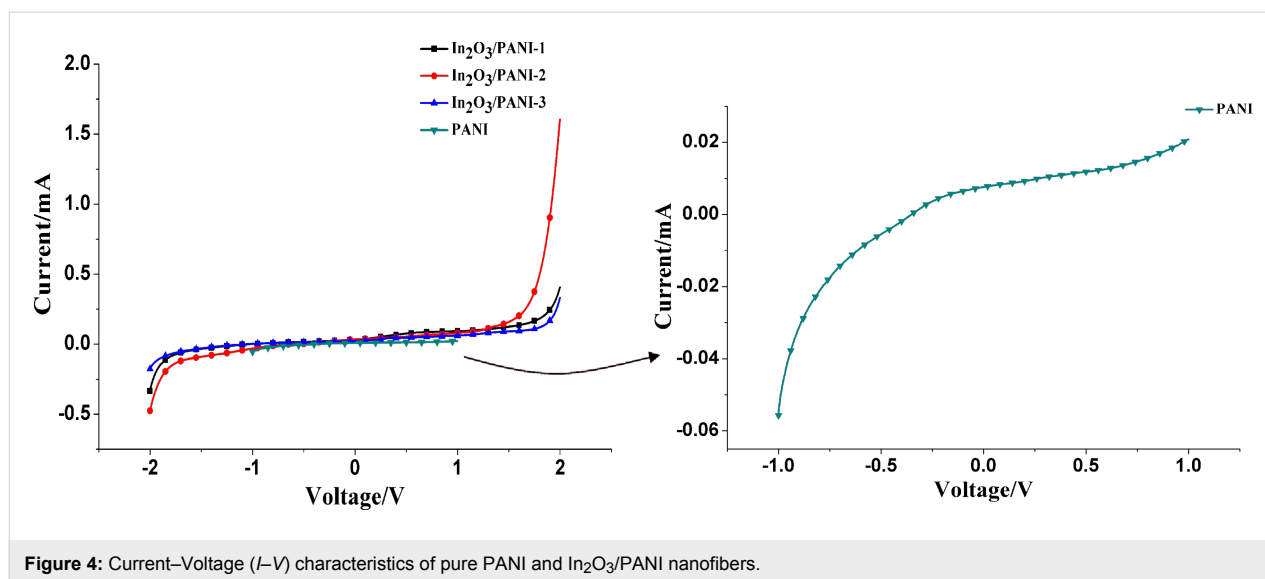 In2O3/PANI-1
In2O3/PANI-2
In2O3/PANI-3
PANI
2.0
1.5
1.0
0.5
0.0
-0.5
Current/mA
-2
-1
0
1
2
Voltage/V
PANI
0.02
0.00
-0.02
-0.04
-0.06
Current/mA
-1.0
-0.5
0.0
0.5
1.0
Voltage/V
Figure 4: Current–Voltage (I–V) characteristics of pure PANI and In2O3/PANI nanofibers.